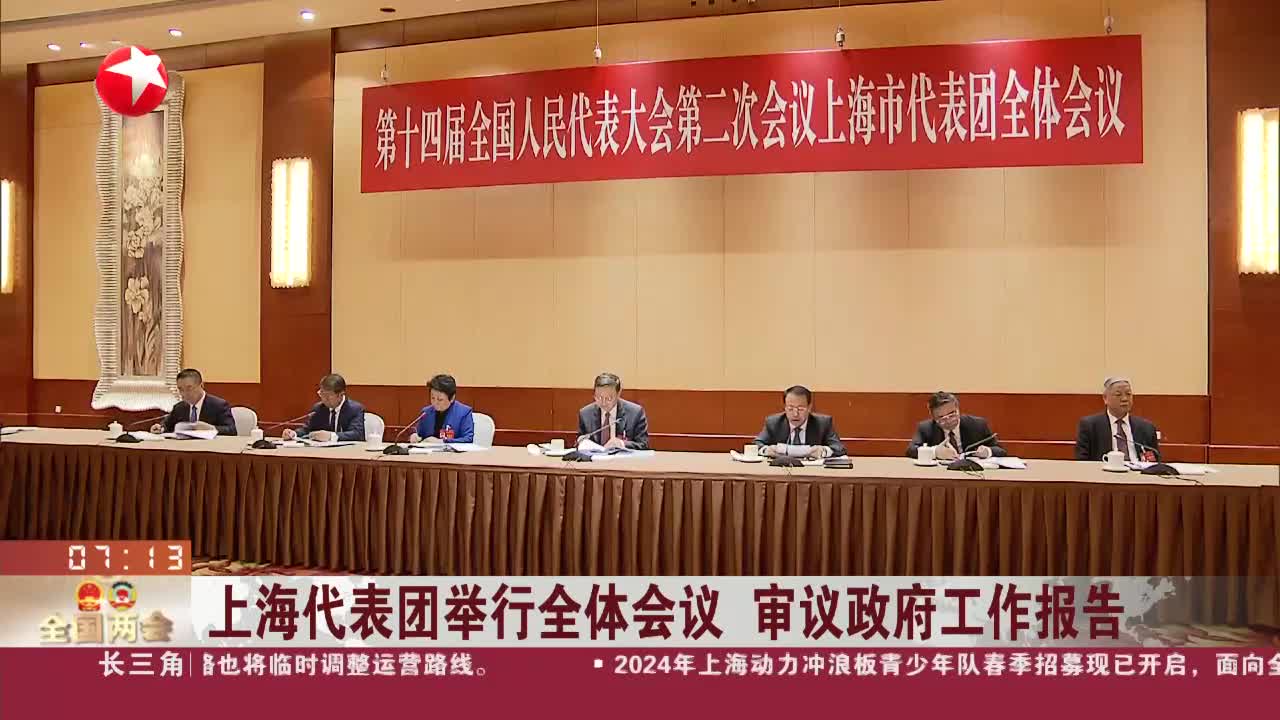 第十四届全国人民代表大会第二次会议上海市代表团全体会议
07:13
全国两会
上海代表团举行全体会议 审议政府工作报告
长三角
路也将临时调整运营路线。 ▪ 2024年上海动力冲浪板青少年队春季招募现已开启，面向全